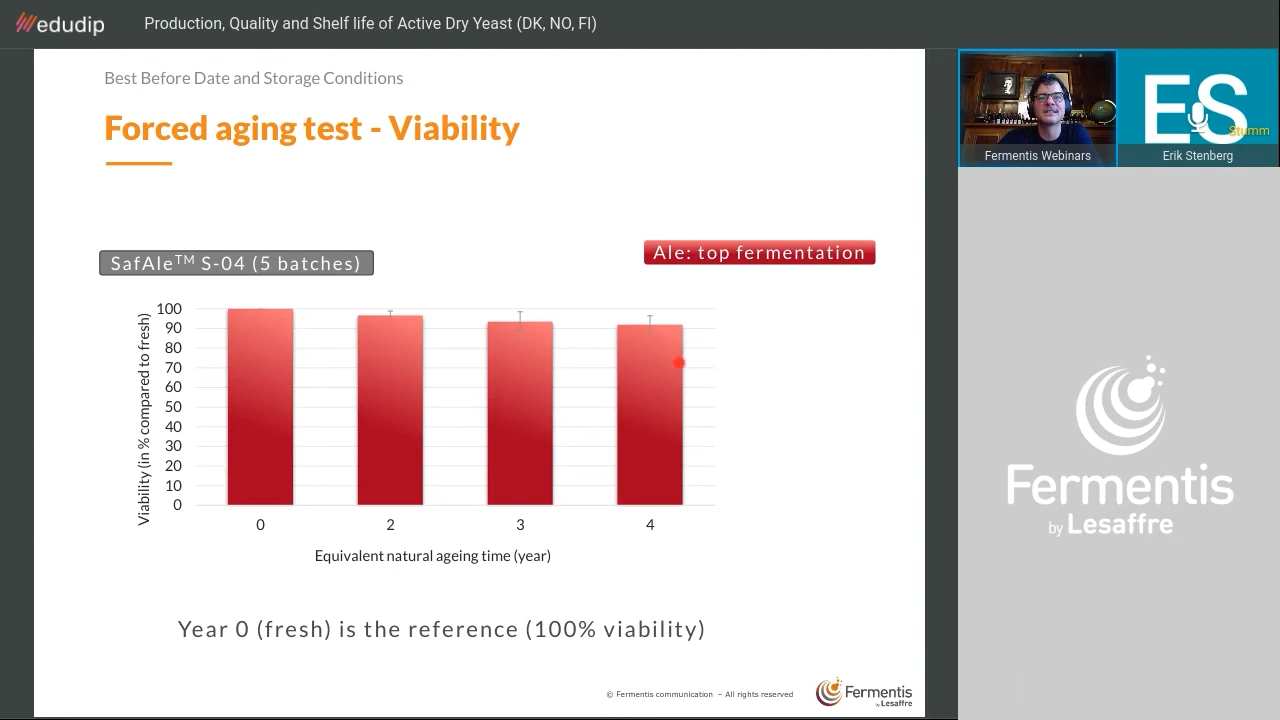 edudip
Production, Quality and Shelf life of Active Dry Yeast (DK, NO, FI)
Best Before Date and Storage Conditions
Forced aging test - Viability
SafAle™ S-04 (5 batches)
Ale: top fermentation
Viability (in % compared to fresh)
100
90
80
70
60
50
40
30
20
10
0
0 2 3 4
Equivalent natural ageing time (year)
Year 0 (fresh) is the reference (100% viability)
© Fermentis communication – All rights reserved
Fermentis
by Lesaffre
ES
Stumm
Fermentis Webinars
Erik Stenberg
Fermentis
by Lesaffre